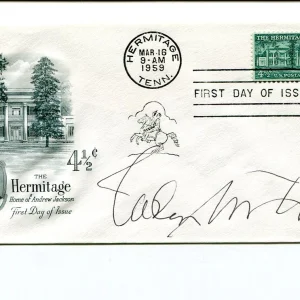 HERMITAGE
MAR 16
9-AM
1959
TENN.
THE HERMITAGE
4½¢ U.S. POSTA
FIRST DAY OF ISS
4½¢
THE
Hermitage
Home of Andrew Jackson
First Day of Issue